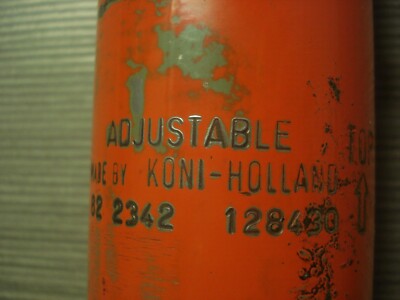 ADJUSTABLE
MADE BY KONI-HOLLAND
82 2342 128430
TOP